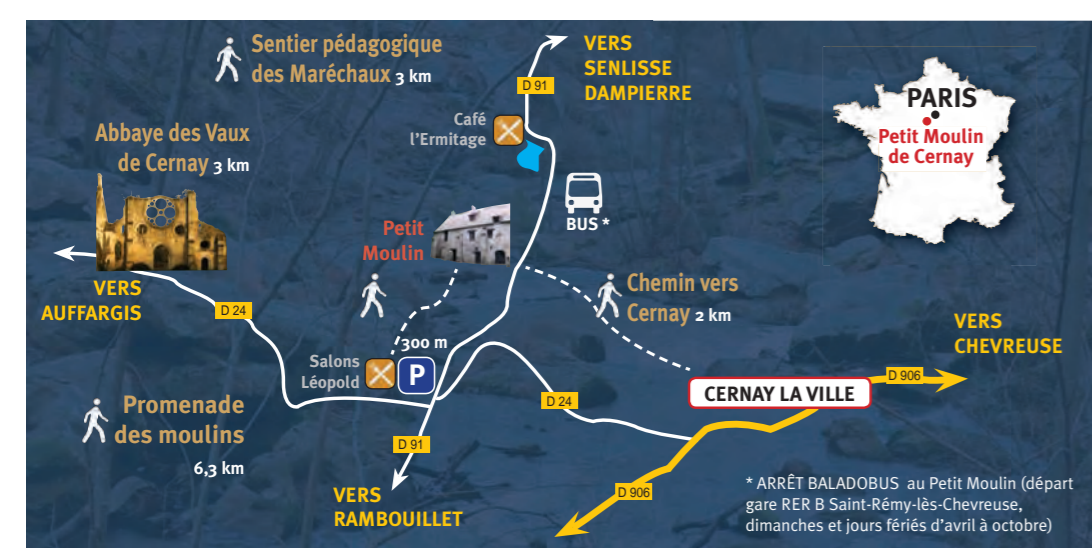 Sentier pédagogique
des Maréchaux 3 km
VERS
SENLISSE
DAMPIERRE
D 91
Café
l'Ermitage
Abbaye des Vaux
de Cernay 3 km
PARIS
Petit Moulin
de Cernay
BUS *
Petit
Moulin
VERS
AUFFARGIS
D 24
Chemin vers
Cernay 2 km
VERS
CHEVREUSE
300 m
Salons
Léopold
P
D 906
CERNAY LA VILLE
D 24
Promenade
des moulins
6,3 km
D 91
VERS
RAMBOUILLET
D 906
* ARRÊT BALADOBUS au Petit Moulin (départ
gare RER B Saint-Rémy-lès-Chevreuse,
dimanches et jours fériés d'avril à octobre)